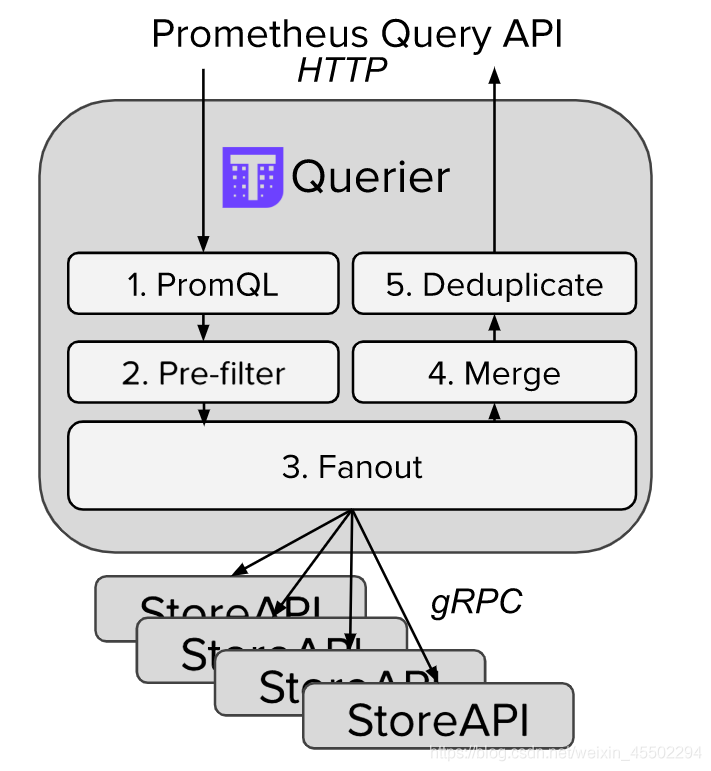 Prometheus Query API
HTTP
Querier
1. PromQL
5. Deduplicate
2. Pre-filter
4. Merge
3. Fanout
gRPC
StoreAPI
StoreAPI
StoreAPI
StoreAPI
https://blog.csdn.net/weixin_45502294